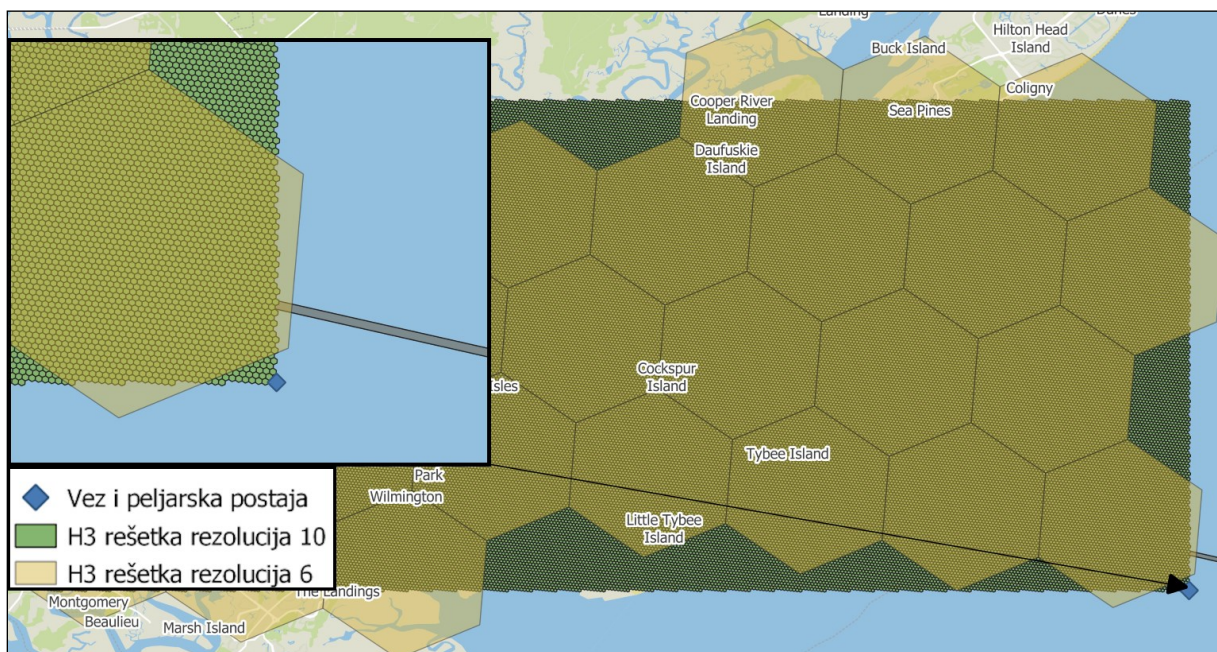 Landing
Hilton Head
Island
Buck Island
Coligny
Cooper River
Landing
Sea Pines
Daufuskie
Island
Cockspur
Island
Isles
Tybee Island
Park
Wilmington
Little Tybee
Island
Vez i peljarska postaja
H3 rešetka rezolucija 10
H3 rešetka rezolucija 6
The Landings
Montgomery
Beaulieu
Marsh Island